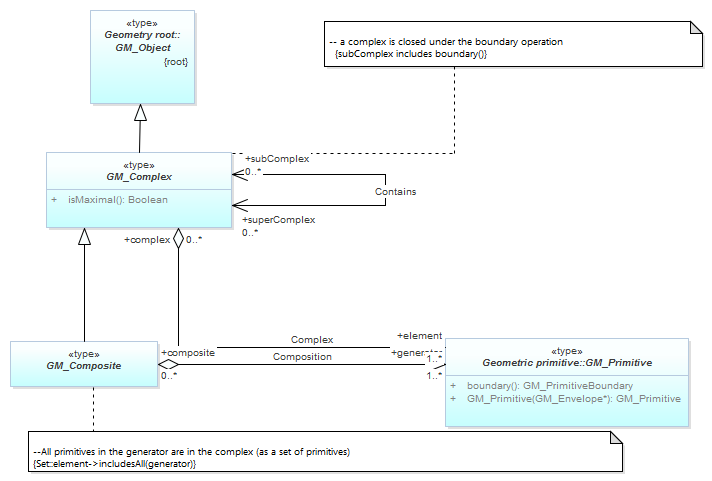 «type»
Geometry root::
GM_Object
{root}
-- a complex is closed under the boundary operation
{subComplex includes boundary()}
«type»
GM_Complex
+ isMaximal(): Boolean
+subComplex
0..*
Contains
+superComplex
0..*
+complex
0..*
«type»
GM_Composite
+composite
0..*
Complex
Composition
+element
1..*
1..*
«type»
Geometric primitive::GM_Primitive
+ boundary(): GM_PrimitiveBoundary
+ GM_Primitive(GM_Envelope*): GM_Primitive
--All primitives in the generator are in the complex (as a set of primitives)
{Set::element->includesAll(generator)}